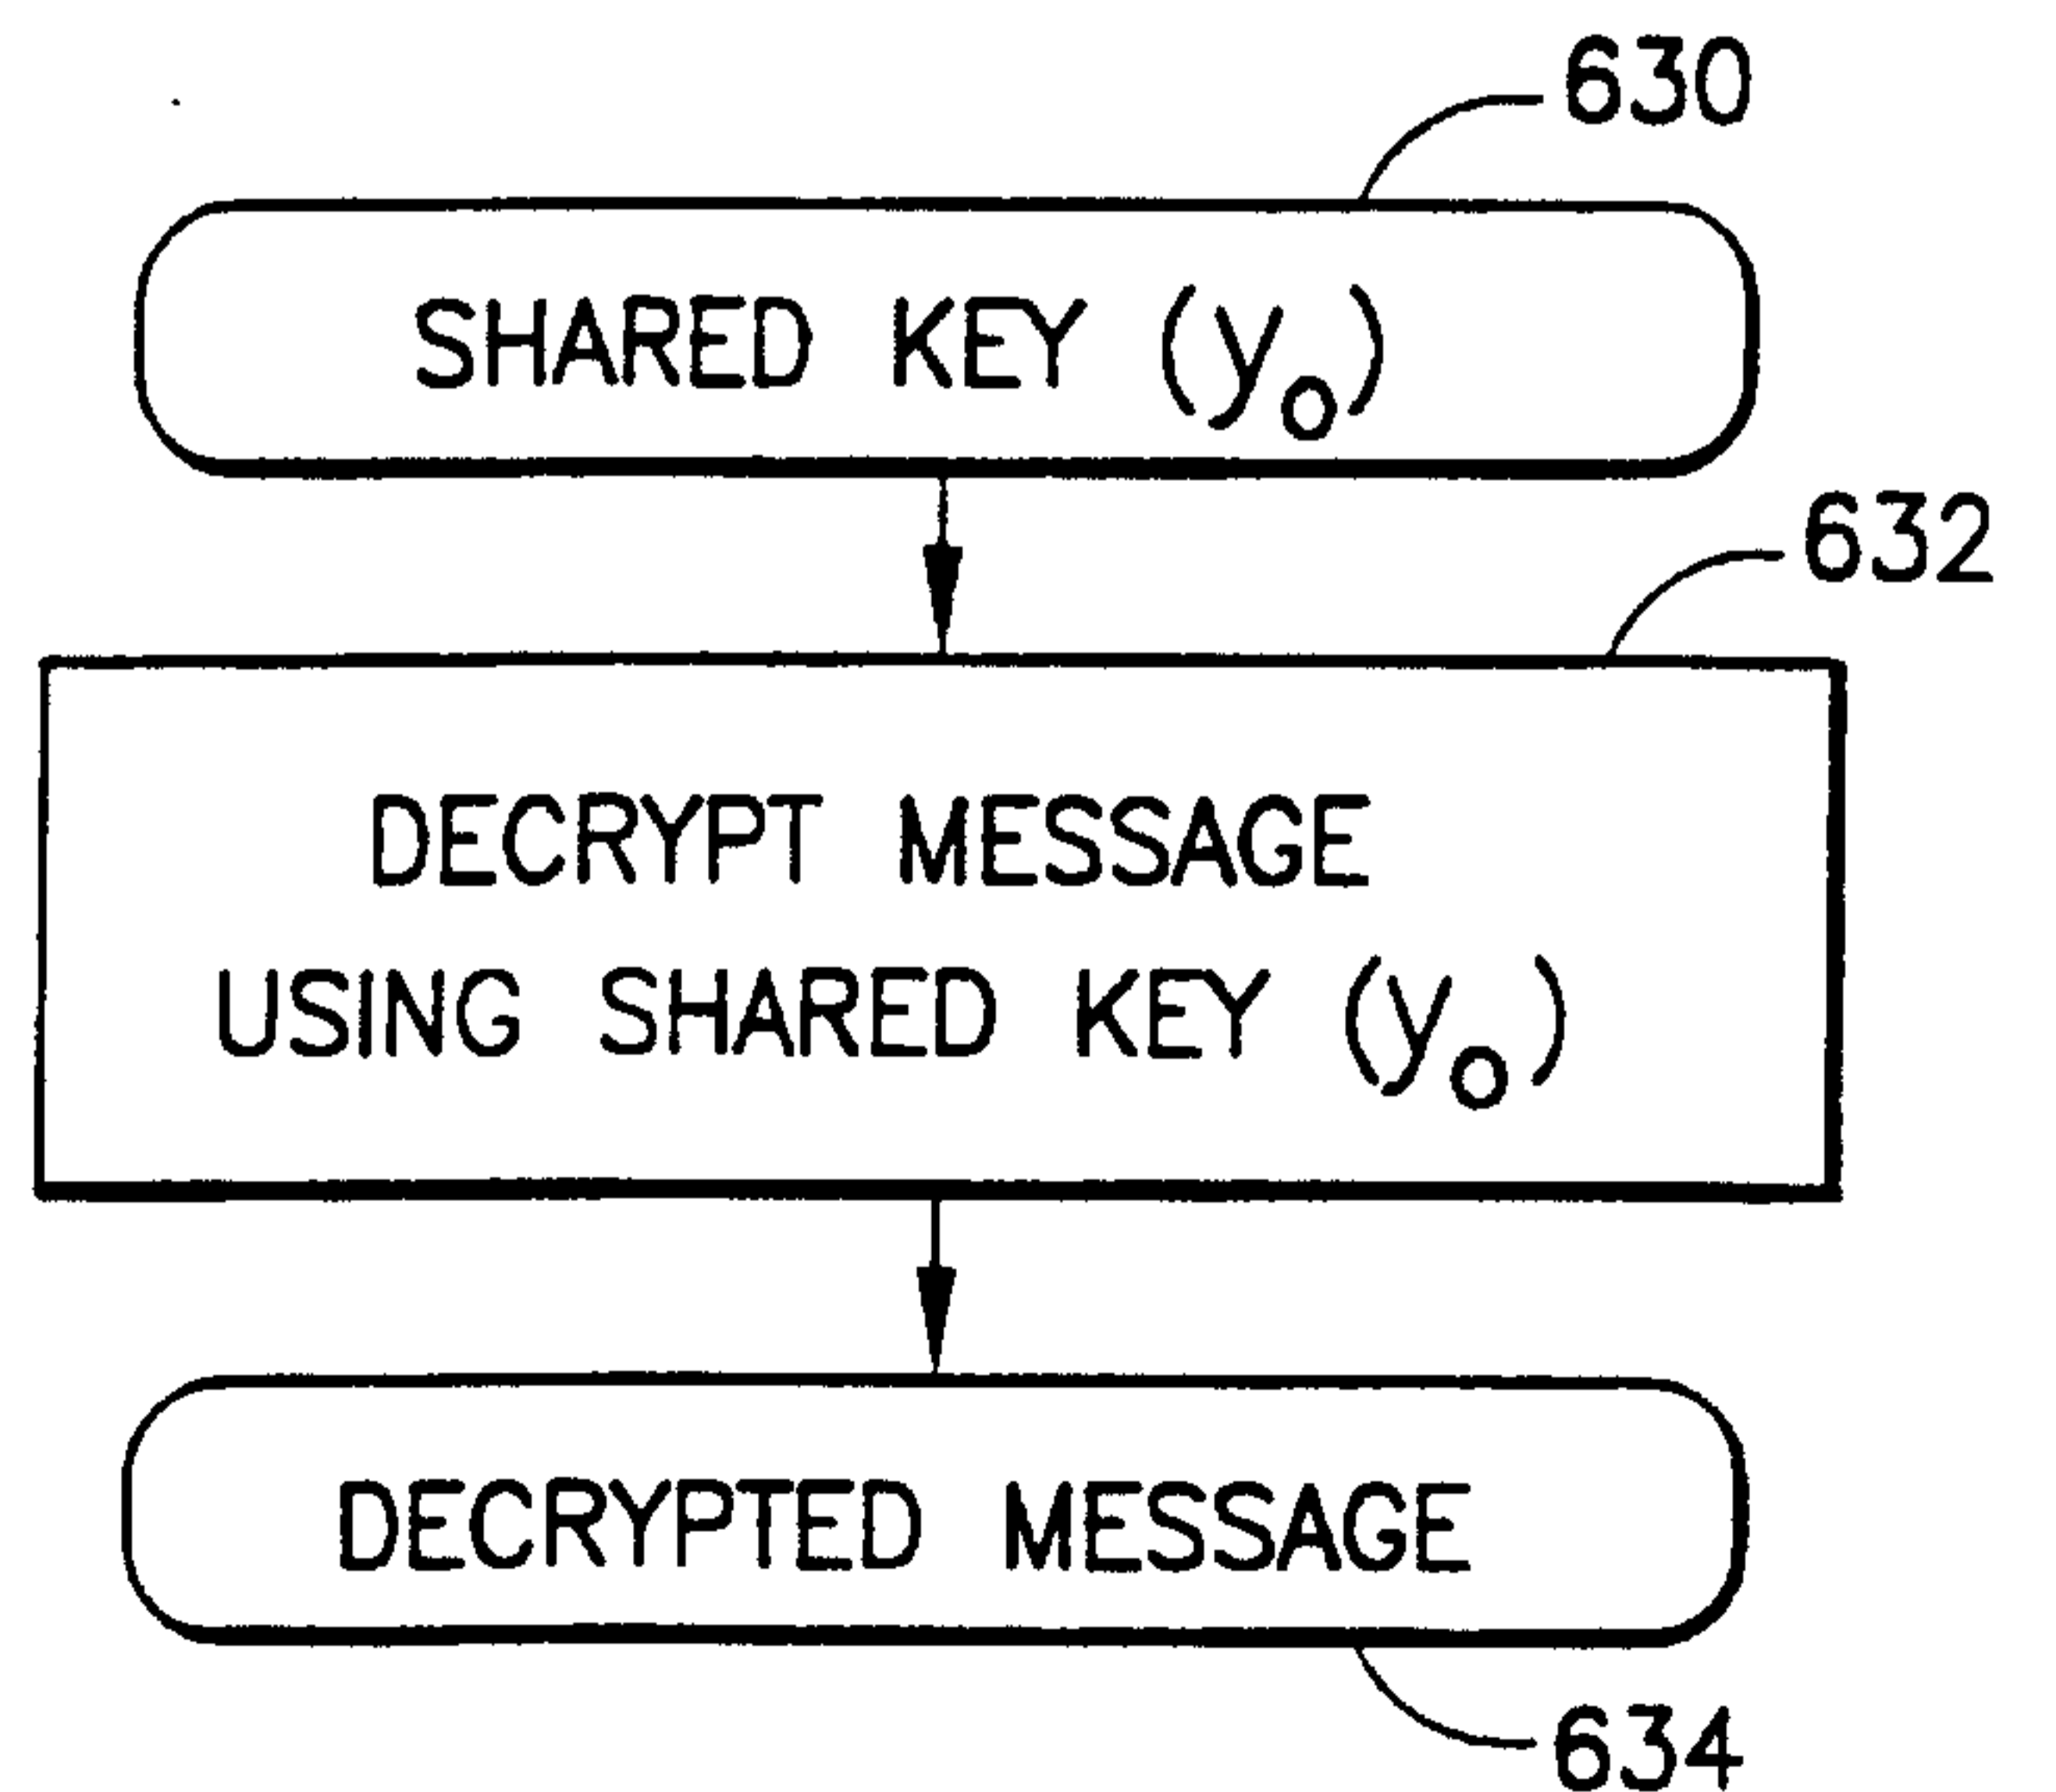 630
SHARED KEY (y₀)
632
DECRYPT MESSAGE
USING SHARED KEY (y₀)
DECRYPTED MESSAGE
634